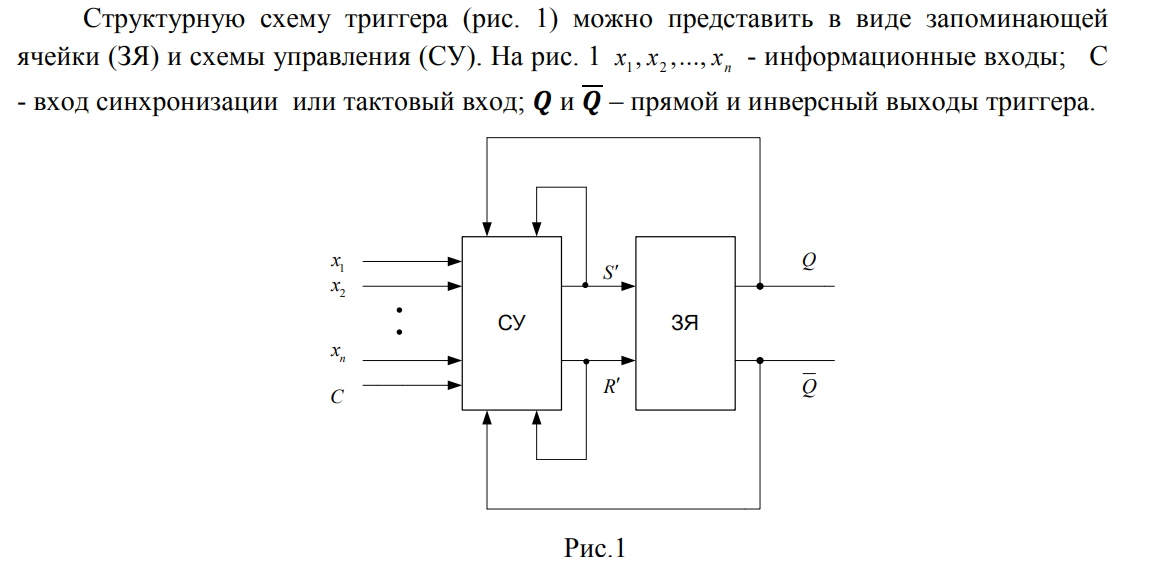 Структурную схему триггера (рис. 1) можно представить в виде запоминающей
ячейки (ЗЯ) и схемы управления (СУ). На рис. 1 x₁, x₂,..., xₙ - информационные входы; С
- вход синхронизации или тактовый вход; Q и Q̅ – прямой и инверсный выходы триггера.
x₁
x₂
xₙ
C
СУ
S′
R′
ЗЯ
Q
Q̅
Рис.1